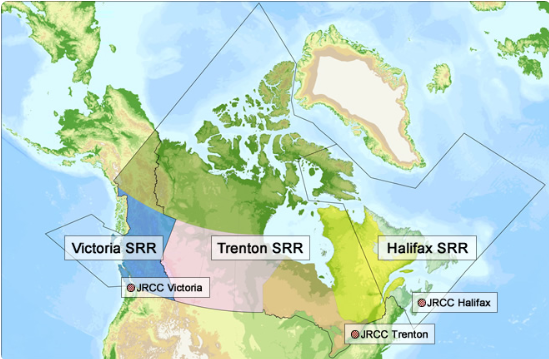 Victoria SRR
Trenton SRR
Halifax SRR
JRCC Victoria
JRCC Halifax
JRCC Trenton